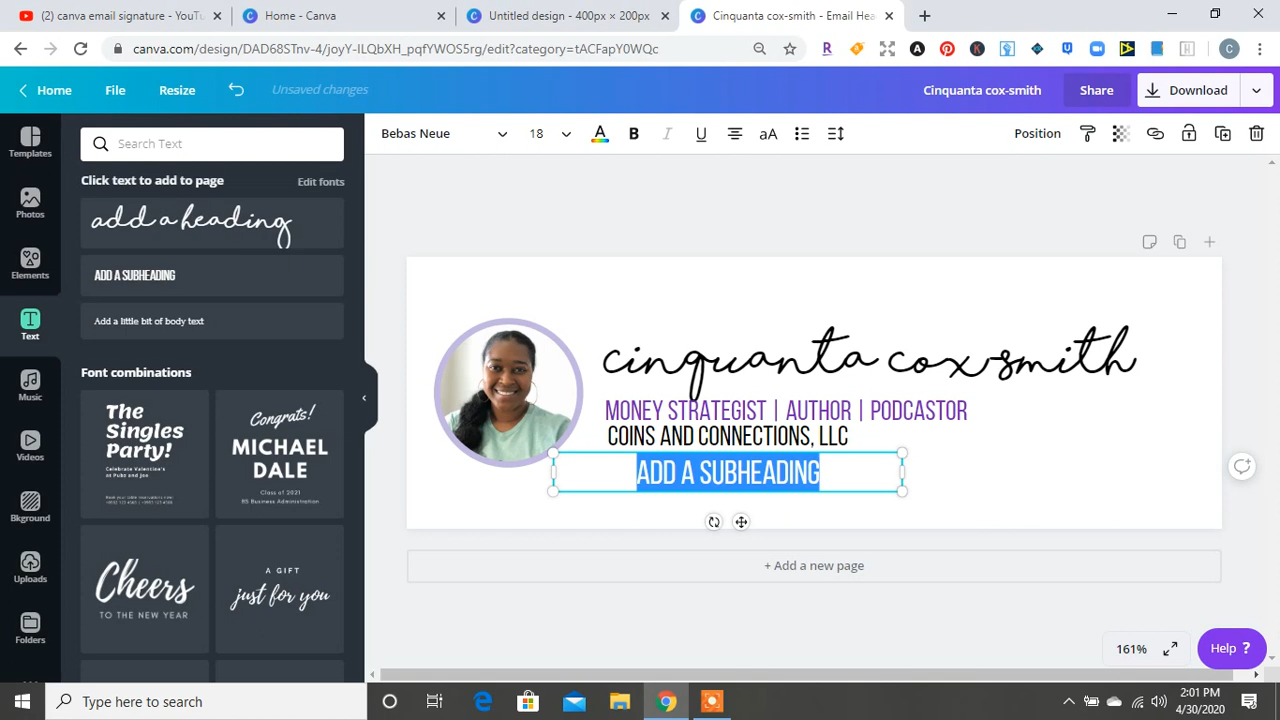 (2) canva email signature - YouT
Home - Canva
Untitled design - 400px × 200px
Cinquanta cox-smith - Email Hea
canva.com/design/DAD68STnv-4/joyY-ILQbXH_pqfYWOS5rg/edit?category=tACFapY0WQc
Home
File
Resize
Unsaved changes
Cinquanta cox-smith
Share
Download
Templates
Photos
Elements
Text
Music
Videos
Bkground
Uploads
Folders
Search Text
Click text to add to page
Edit fonts
add a heading
ADD A SUBHEADING
Add a little bit of body text
Font combinations
The
Singles
Party!
Celebrate Valentine's
Congrats!
MICHAEL
DALE
Class of 2021
BS Business Administration
Cheers
TO THE NEW YEAR
A GIFT
just for you
Bebas Neue
18
A
B
I
U
aA
Position
cinquanta cox-smith
MONEY STRATEGIST | AUTHOR | PODCASTOR
COINS AND CONNECTIONS, LLC
ADD A SUBHEADING
+ Add a new page
161%
Help ?
Type here to search
2:01 PM
4/30/2020